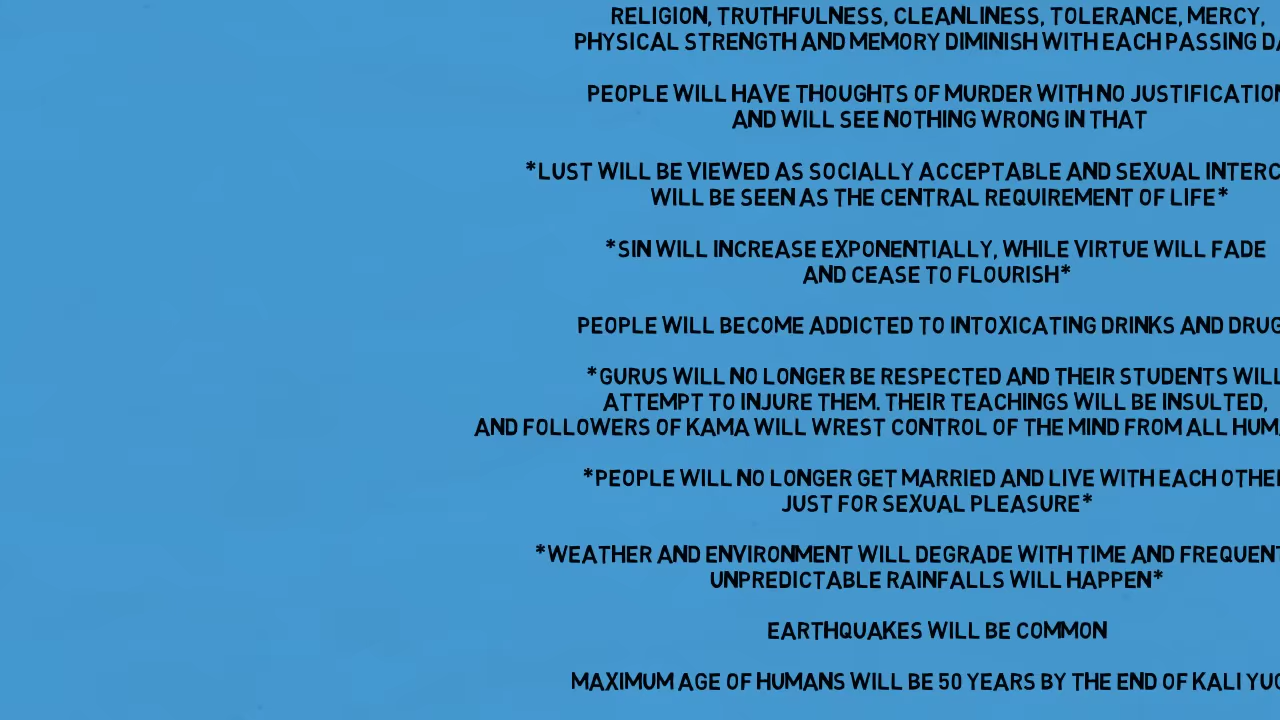 RELIGION, TRUTHFULNESS, CLEANLINESS, TOLERANCE, MERCY,
PHYSICAL STRENGTH AND MEMORY DIMINISH WITH EACH PASSING
PEOPLE WILL HAVE THOUGHTS OF MURDER WITH NO JUSTIFICATION
AND WILL SEE NOTHING WRONG IN THAT
*LUST WILL BE VIEWED AS SOCIALLY ACCEPTABLE AND SEXUAL
WILL BE SEEN AS THE CENTRAL REQUIREMENT OF LIFE*
*SIN WILL INCREASE EXPONENTIALLY, WHILE VIRTUE WILL FADE
AND CEASE TO FLOURISH*
PEOPLE WILL BECOME ADDICTED TO INTOXICATING DRINKS AND
*GURUS WILL NO LONGER BE RESPECTED AND THEIR STUDENTS WILL
ATTEMPT TO INJURE THEM. THEIR TEACHINGS WILL BE INSULTED,
AND FOLLOWERS OF KAMA WILL WREST CONTROL OF THE MIND FROM ALL
*PEOPLE WILL NO LONGER GET MARRIED AND LIVE WITH EACH OTHER
JUST FOR SEXUAL PLEASURE*
*WEATHER AND ENVIRONMENT WILL DEGRADE WITH TIME AND
UNPREDICTABLE RAINFALLS WILL HAPPEN*
EARTHQUAKES WILL BE COMMON
MAXIMUM AGE OF HUMANS WILL BE 50 YEARS BY THE END OF KALI